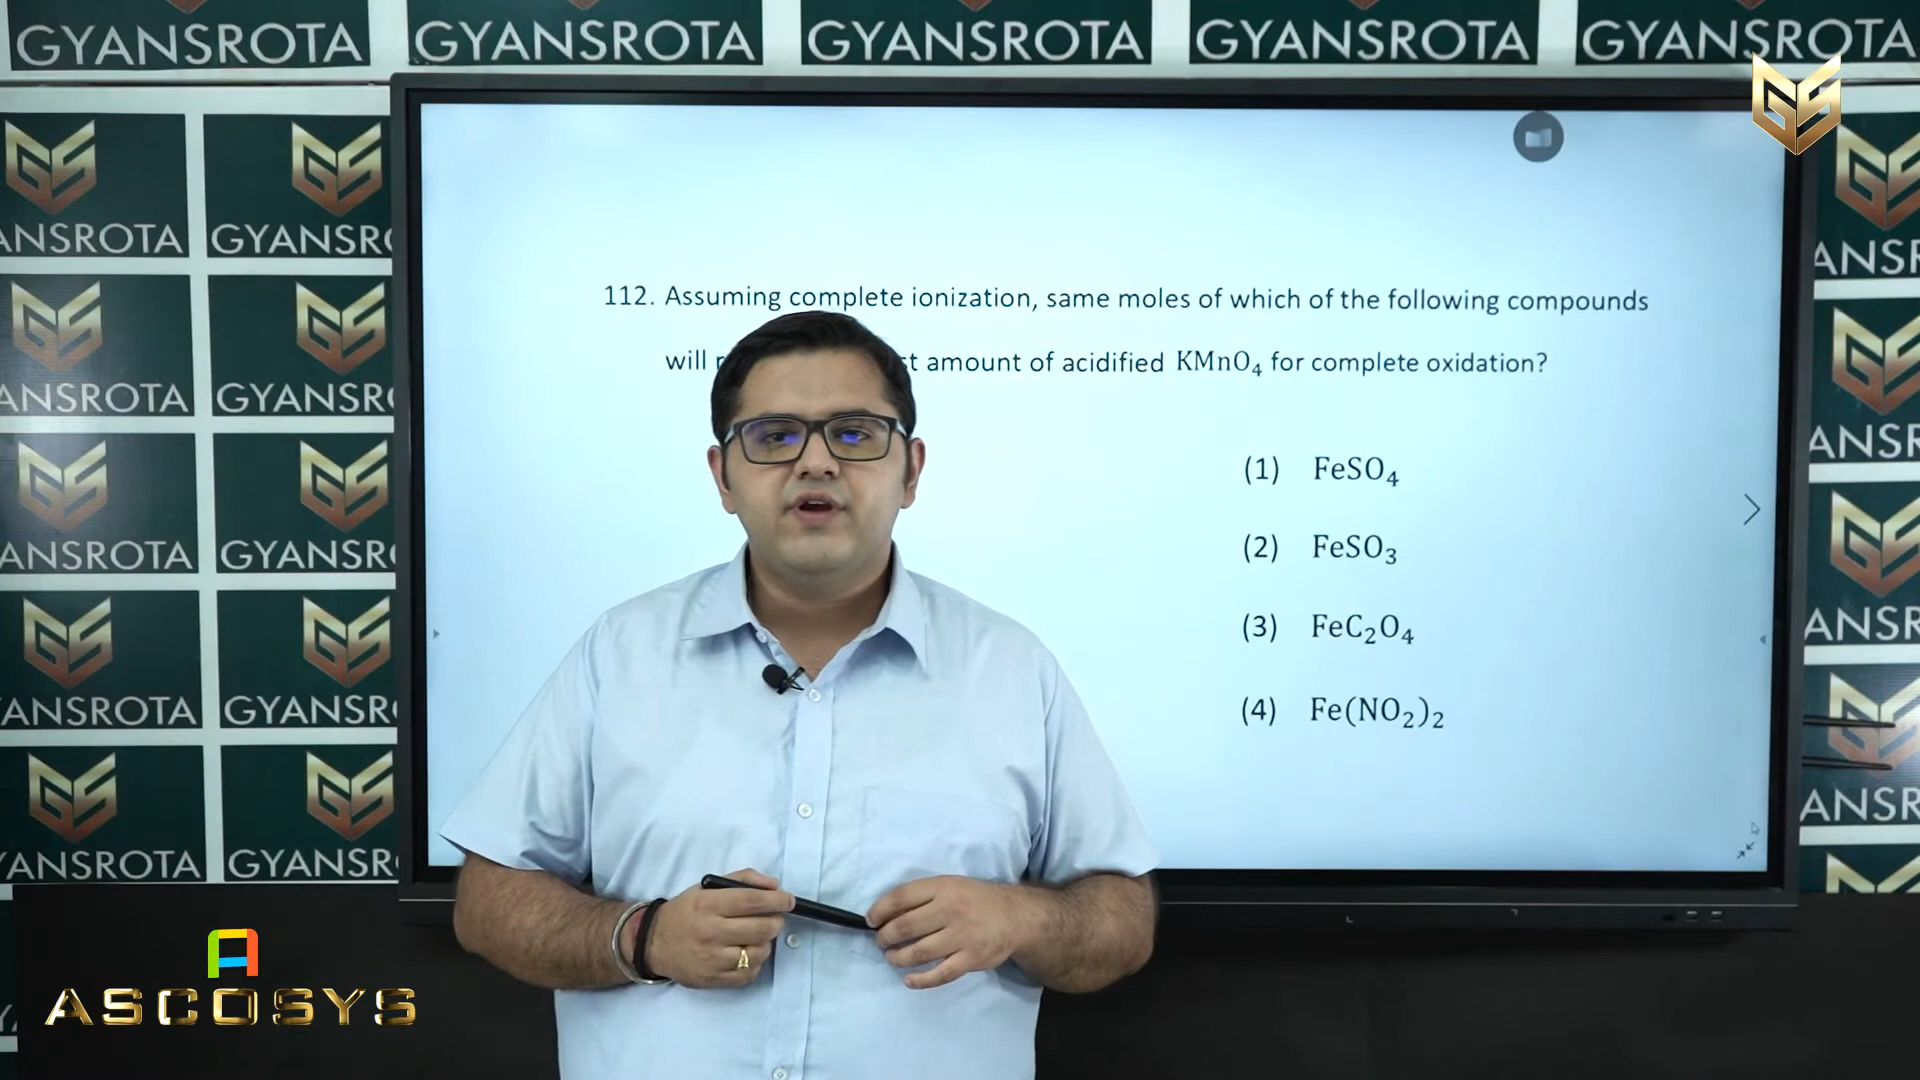 GYANSROTA GYANSROTA GYANSROTA GYANSROTA GYANSROTA
112. Assuming complete ionization, same moles of which of the following compounds
will t amount of acidified KMnO₄ for complete oxidation?
(1) FeSO₄
(2) FeSO₃
(3) FeC₂O₄
(4) Fe(NO₂)₂
ANSROTA GYANSR
ANSROTA GYANSR
ANSROTA GYANSR
ANSROTA GYANSR
ANSROTA GYANSR
ANSR
ANSR
ANSR
ANSR
ASCOSYS